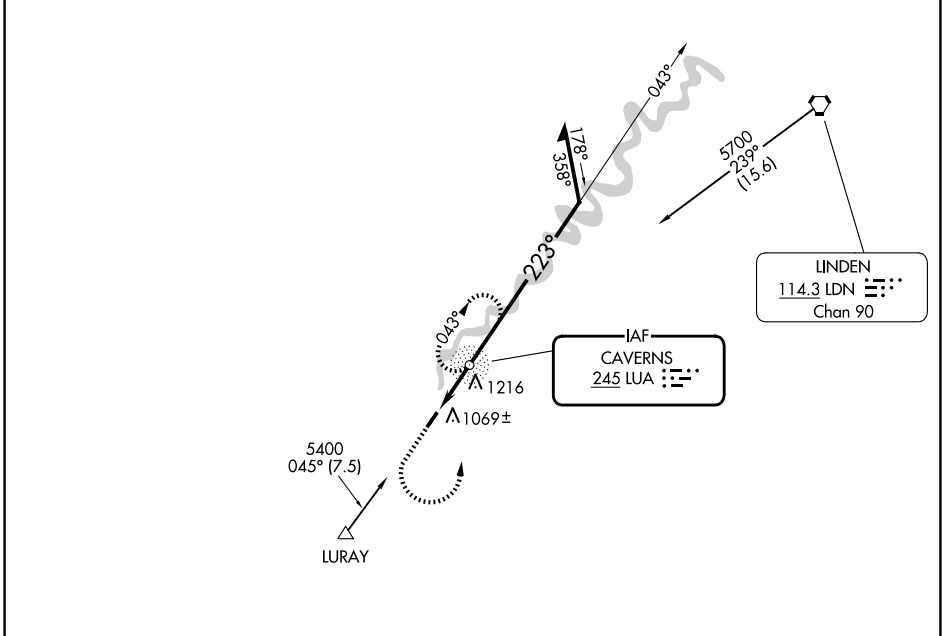 043°
178°
358°
5700
239°
(15.6)
223°
LINDEN
114.3 LDN
Chan 90
043°
IAF
CAVERNS
245 LUA
1216
1069±
5400
045° (7.5)
LURAY